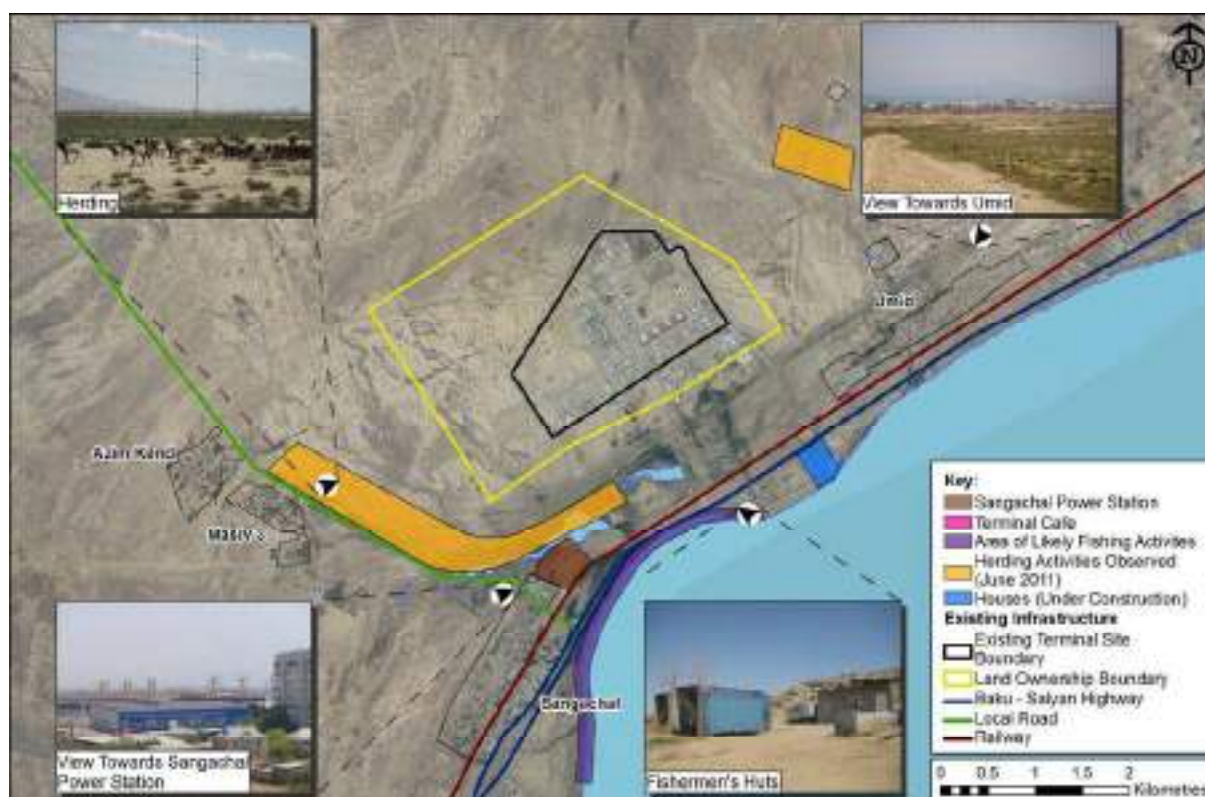 N
Herding
View Towards Umid
Umid
Azim Kend
Masiv 3
Sangachal
View Towards Sangachal
Power Station
Fishermen's Huts
Key:
Sangachal Power Station
Terminal Cafe
Area of Likely Fishing Activities
Herding Activities Observed
(June 2011)
Houses (Under Construction)
Existing Infrastructure
Existing Terminal Site
Boundary
Land Ownership Boundary
Baku - Salyan Highway
Local Road
Railway
0 0.5 1 1.5 2
Kilometres